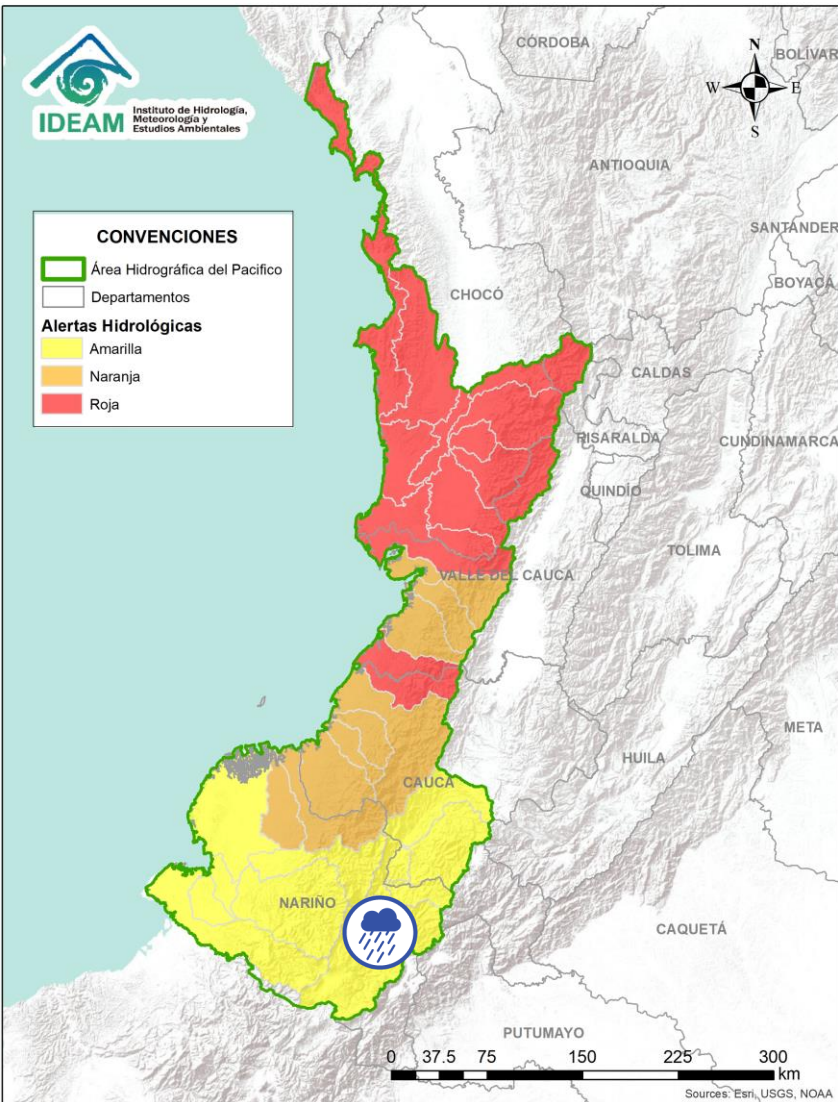 IDEAM
Instituto de Hidrología,
Meteorología y
Estudios Ambientales
CÓRDOBA
BOLÍVAR
N
W
E
S
ANTIOQUIA
SANTANDER
BOYACÁ
CONVENCIONES
Área Hidrográfica del Pacifico
Departamentos
Alertas Hidrológicas
Amarilla
Naranja
Roja
CHOCÓ
CALDAS
RISARALDA
CUNDINAMARCA
QUINDÍO
TOLIMA
VALLE DEL CAUCA
META
HUILA
CAUCA
NARIÑO
CAQUETÁ
PUTUMAYO
0 37.5 75 150 225 300
km
Sources: Esri, USGS, NOAA